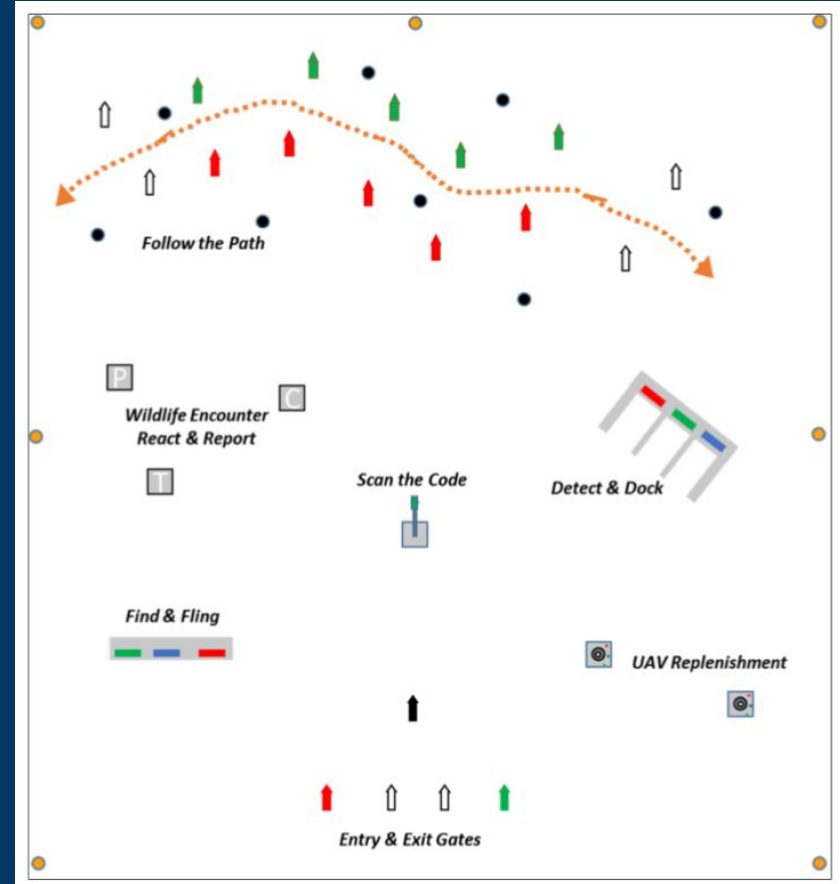 Follow the Path
P
C
Wildlife Encounter
React & Report
T
Scan the Code
Detect & Dock
Find & Fling
UAV Replenishment
Entry & Exit Gates